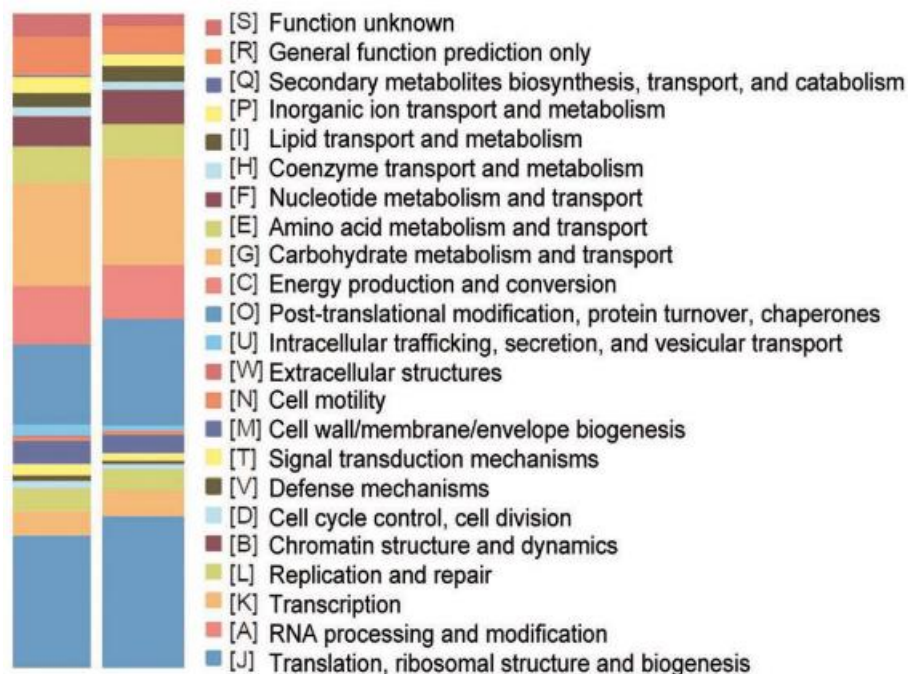 [S] Function unknown
[R] General function prediction only
[Q] Secondary metabolites biosynthesis, transport, and catabolism
[P] Inorganic ion transport and metabolism
[I] Lipid transport and metabolism
[H] Coenzyme transport and metabolism
[F] Nucleotide metabolism and transport
[E] Amino acid metabolism and transport
[G] Carbohydrate metabolism and transport
[C] Energy production and conversion
[O] Post-translational modification, protein turnover, chaperones
[U] Intracellular trafficking, secretion, and vesicular transport
[W] Extracellular structures
[N] Cell motility
[M] Cell wall/membrane/envelope biogenesis
[T] Signal transduction mechanisms
[V] Defense mechanisms
[D] Cell cycle control, cell division
[B] Chromatin structure and dynamics
[L] Replication and repair
[K] Transcription
[A] RNA processing and modification
[J] Translation, ribosomal structure and biogenesis